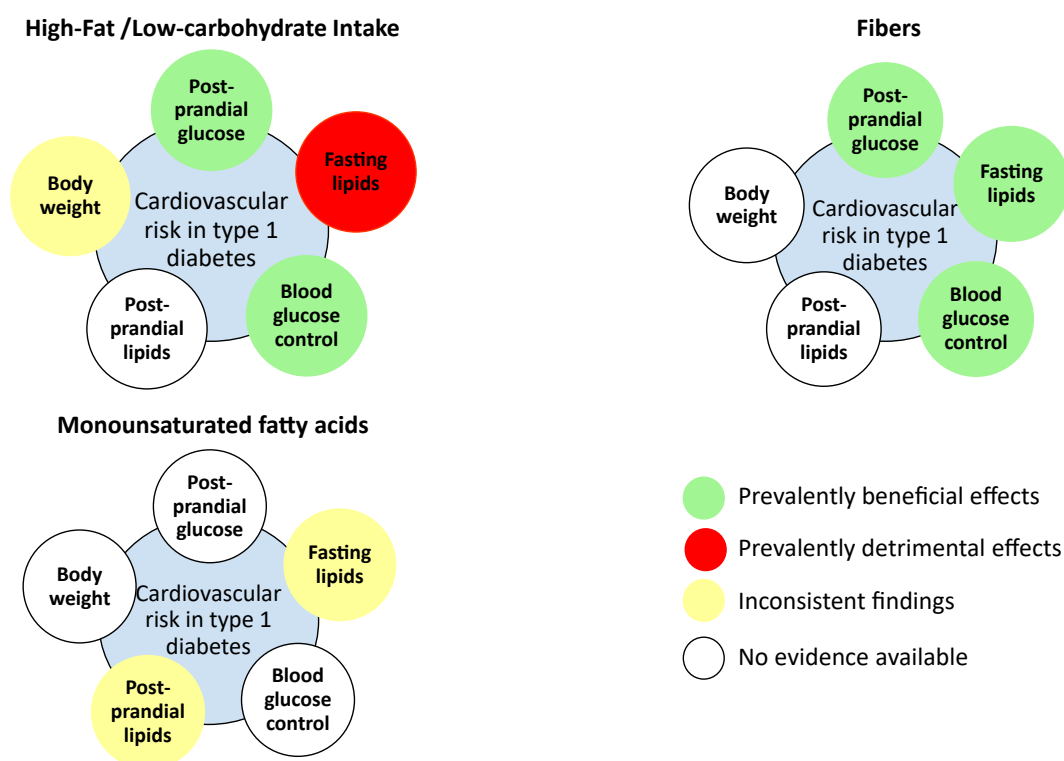 High-Fat /Low-carbohydrate Intake
Post-
prandial
glucose
Fasting
lipids
Body
weight
Cardiovascular
risk in type 1
diabetes
Post-
prandial
lipids
Blood
glucose
control
Fibers
Post-
prandial
glucose
Fasting
lipids
Body
weight
Cardiovascular
risk in type 1
diabetes
Post-
prandial
lipids
Blood
glucose
control
Monounsaturated fatty acids
Post-
prandial
glucose
Fasting
lipids
Body
weight
Cardiovascular
risk in type 1
diabetes
Post-
prandial
lipids
Blood
glucose
control
Prevalently beneficial effects
Prevalently detrimental effects
Inconsistent findings
No evidence available